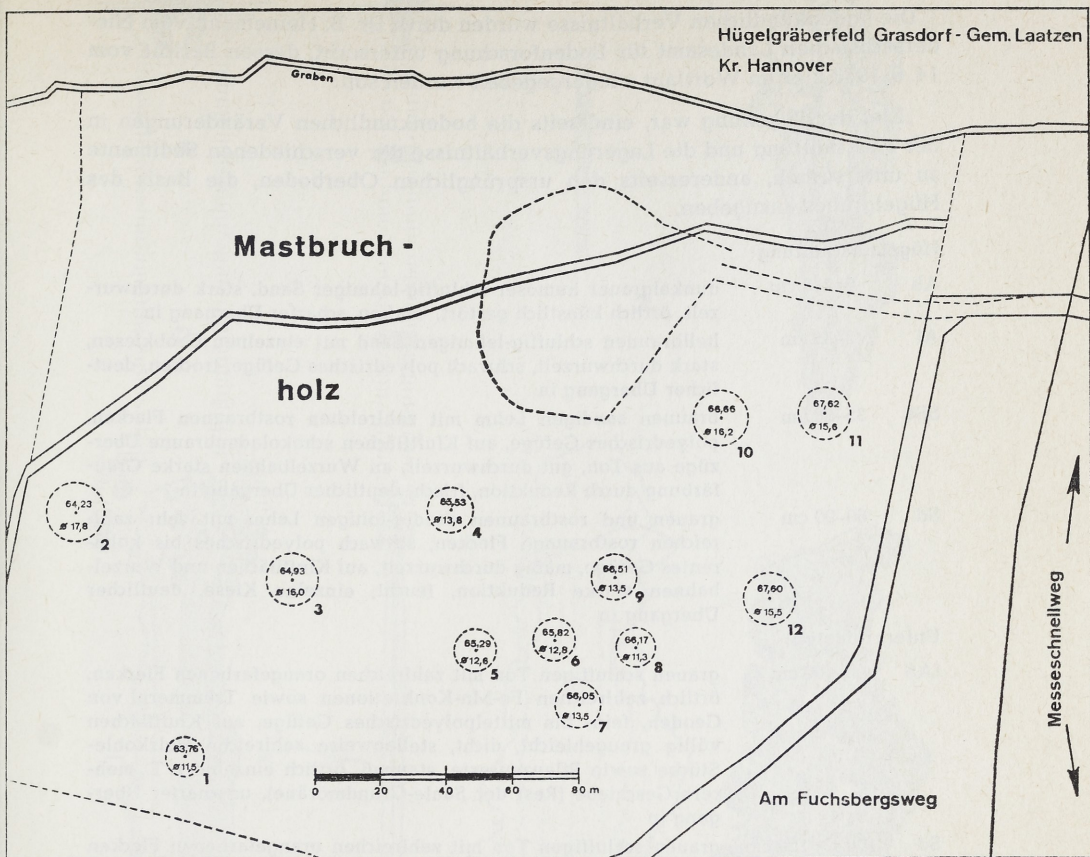 Hügelgräberfeld Grasdorf - Gem. Laatzen
Kr. Hannover
Graben
Mastbruch -
holz
66,66
ø 16,2
10
67,62
ø 15,6
11
64,23
ø 17,8
2
65,53
ø 13,8
4
64,93
ø 16,0
3
66,51
ø 13,5
9
67,60
ø 15,5
12
65,29
ø 12,6
5
65,82
ø 12,8
6
66,17
ø 11,3
8
66,05
ø 13,5
7
63,76
ø 11,5
1
0 20 40 60 80 m
Am Fuchsbergsweg
Messeschnellweg